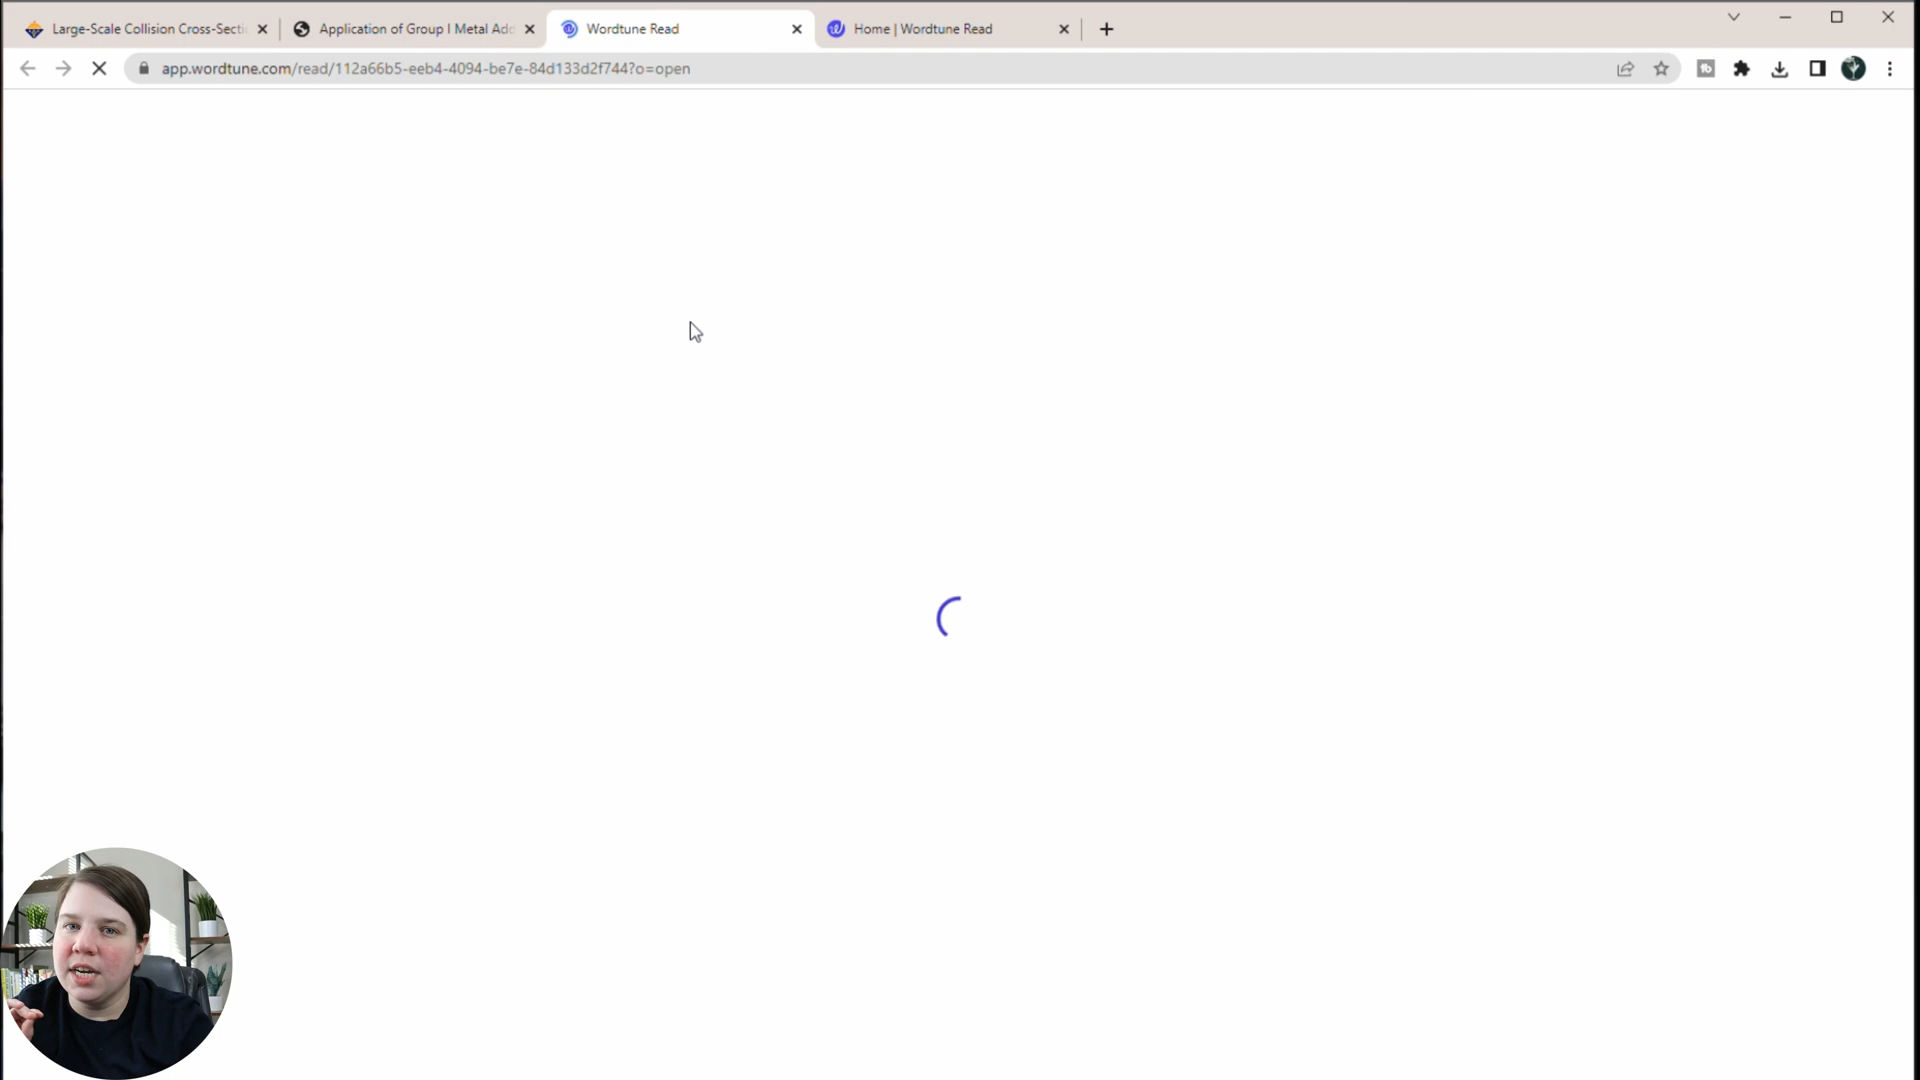 Large-Scale Collision Cross-Secti
Application of Group I Metal Add
Wordtune Read
Home | Wordtune Read
app.wordtune.com/read/112a66b5-eeb4-4094-be7e-84d133d2f744?o=open